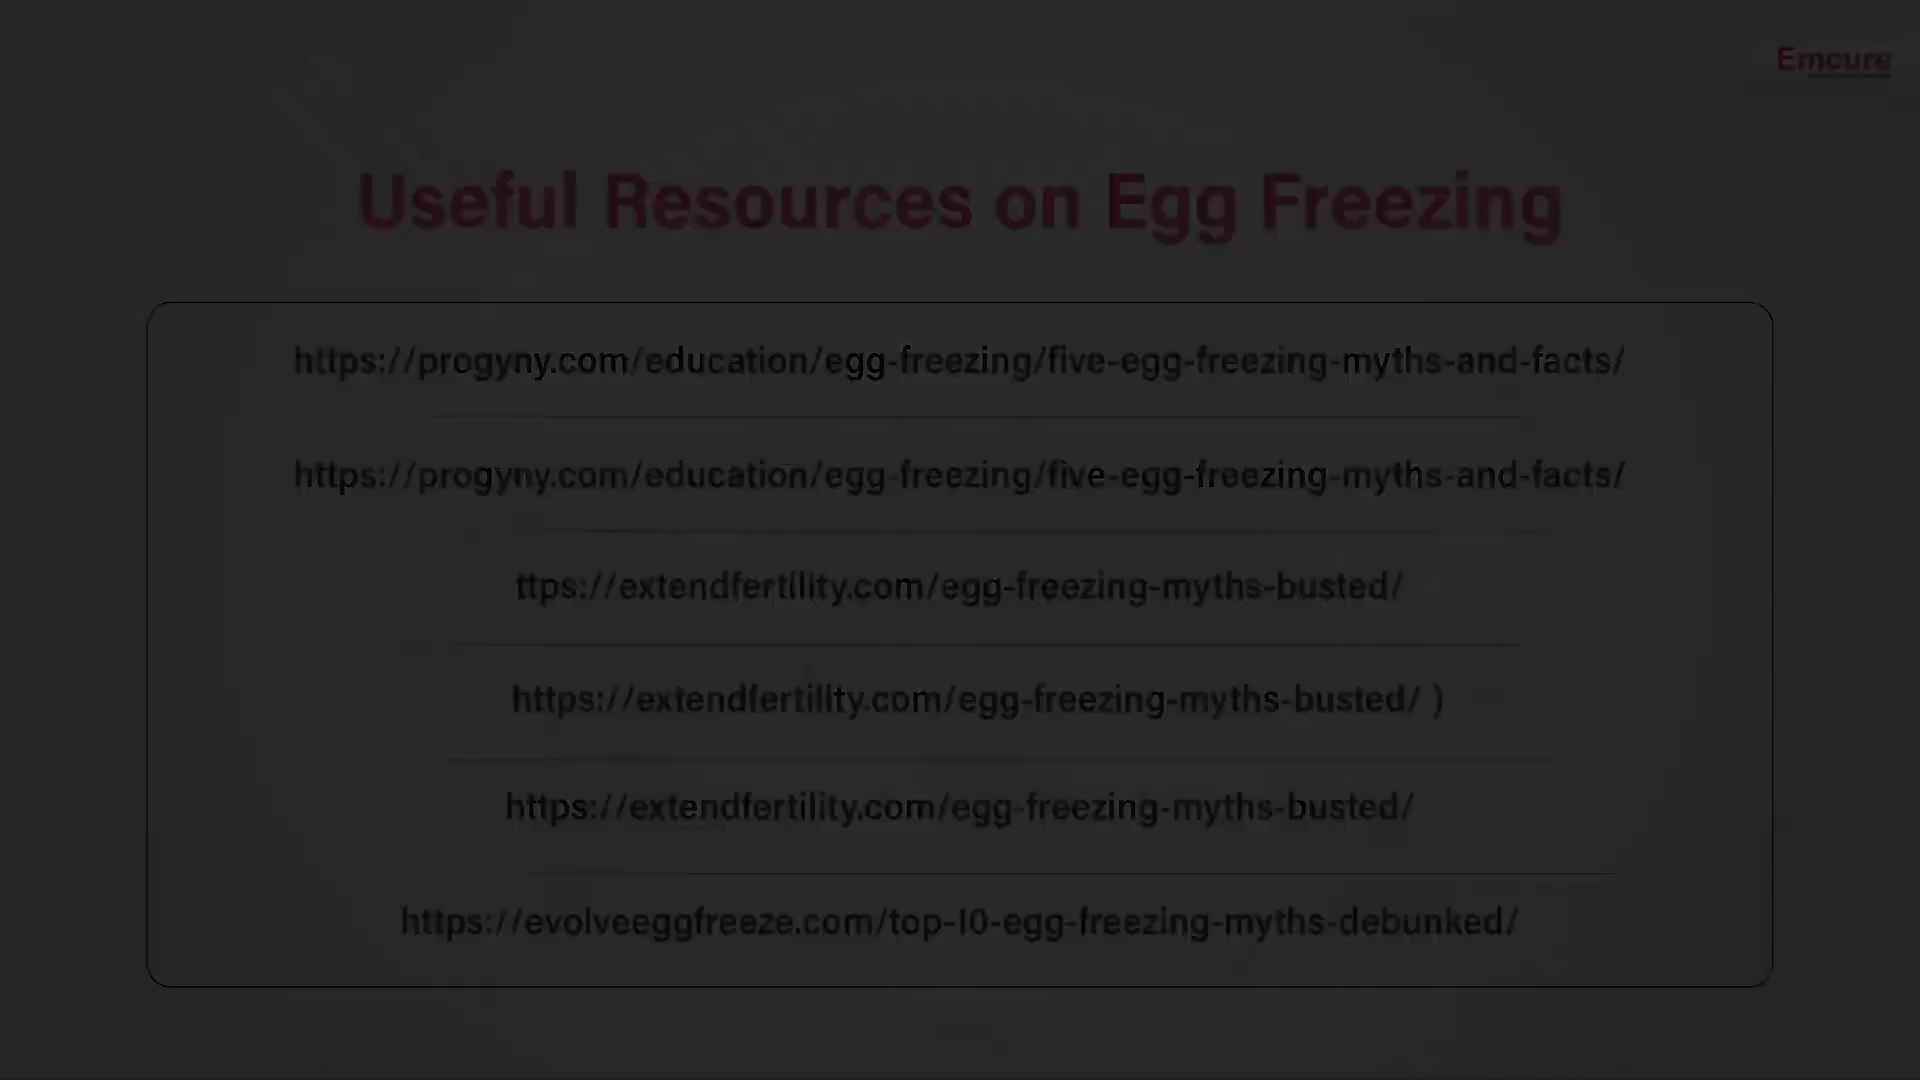 Emcure
Useful Resources on Egg Freezing
https://progyny.com/education/egg-freezing/five-egg-freezing-myths-and-facts/
https://progyny.com/education/egg-freezing/five-egg-freezing-myths-and-facts/
ttps://extendfertility.com/egg-freezing-myths-busted/
https://extendfertility.com/egg-freezing-myths-busted/ )
https://extendfertility.com/egg-freezing-myths-busted/
https://evolveeggfreeze.com/top-10-egg-freezing-myths-debunked/